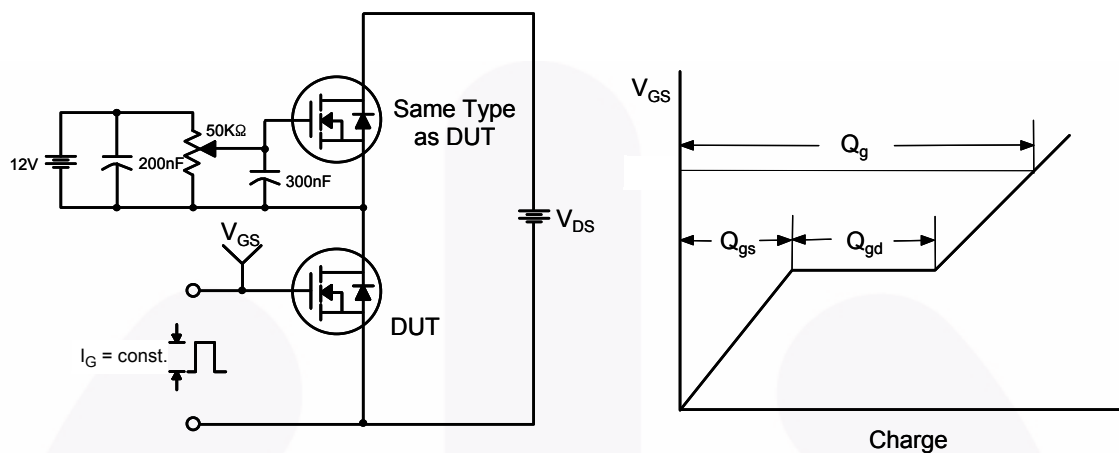 Same Type
as DUT
50KΩ
12V
200nF
300nF
V_GS
V_DS
DUT
I_G = const.
V_GS
Q_g
Q_gs
Q_gd
Charge